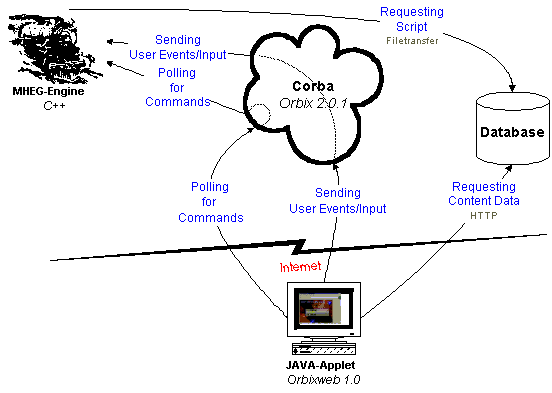 Requesting
Script
Filetransfer
Sending
User Events/Input
Polling
for
Commands
MHEG-Engine
C++
Corba
Orbix 2.0.1
Database
Polling
for
Commands
Sending
User Events/Input
Requesting
Content Data
HTTP
Internet
JAVA-Applet
Orbixweb 1.0